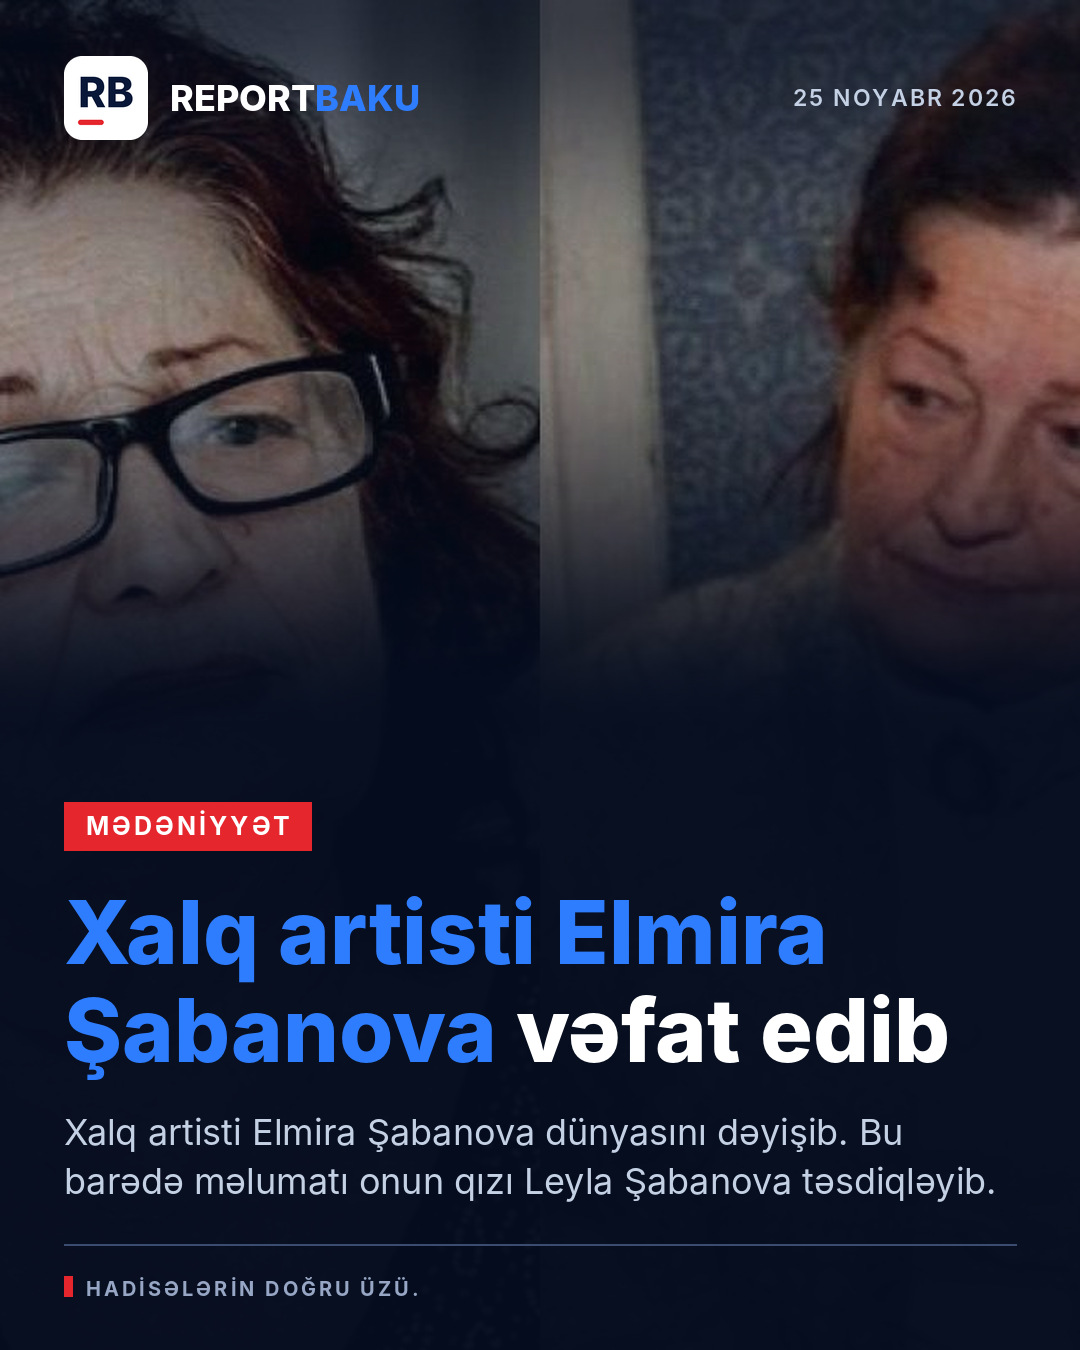 RB
REPORTBAKU
25 NOYABR 2026
MƏDƏNİYYƏT
Xalq artisti Elmira
Şabanova vəfat edib
Xalq artisti Elmira Şabanova dünyasını dəyişib. Bu
barədə məlumatı onun qızı Leyla Şabanova təsdiqləyib.
HADİSƏLƏRİN DOĞRU ÜZÜ.